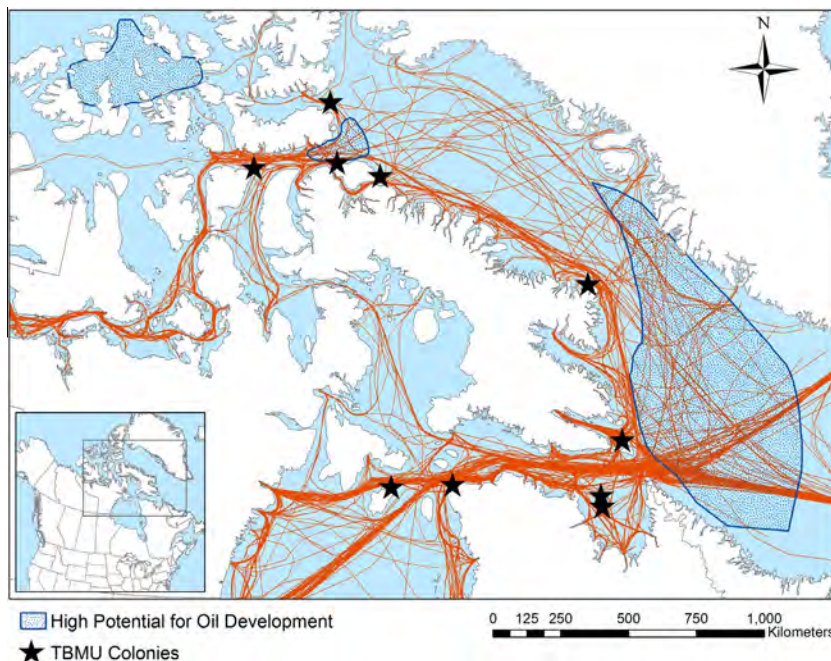 N
High Potential for Oil Development
TBMU Colonies
0 125 250 500 750 1,000
Kilometers